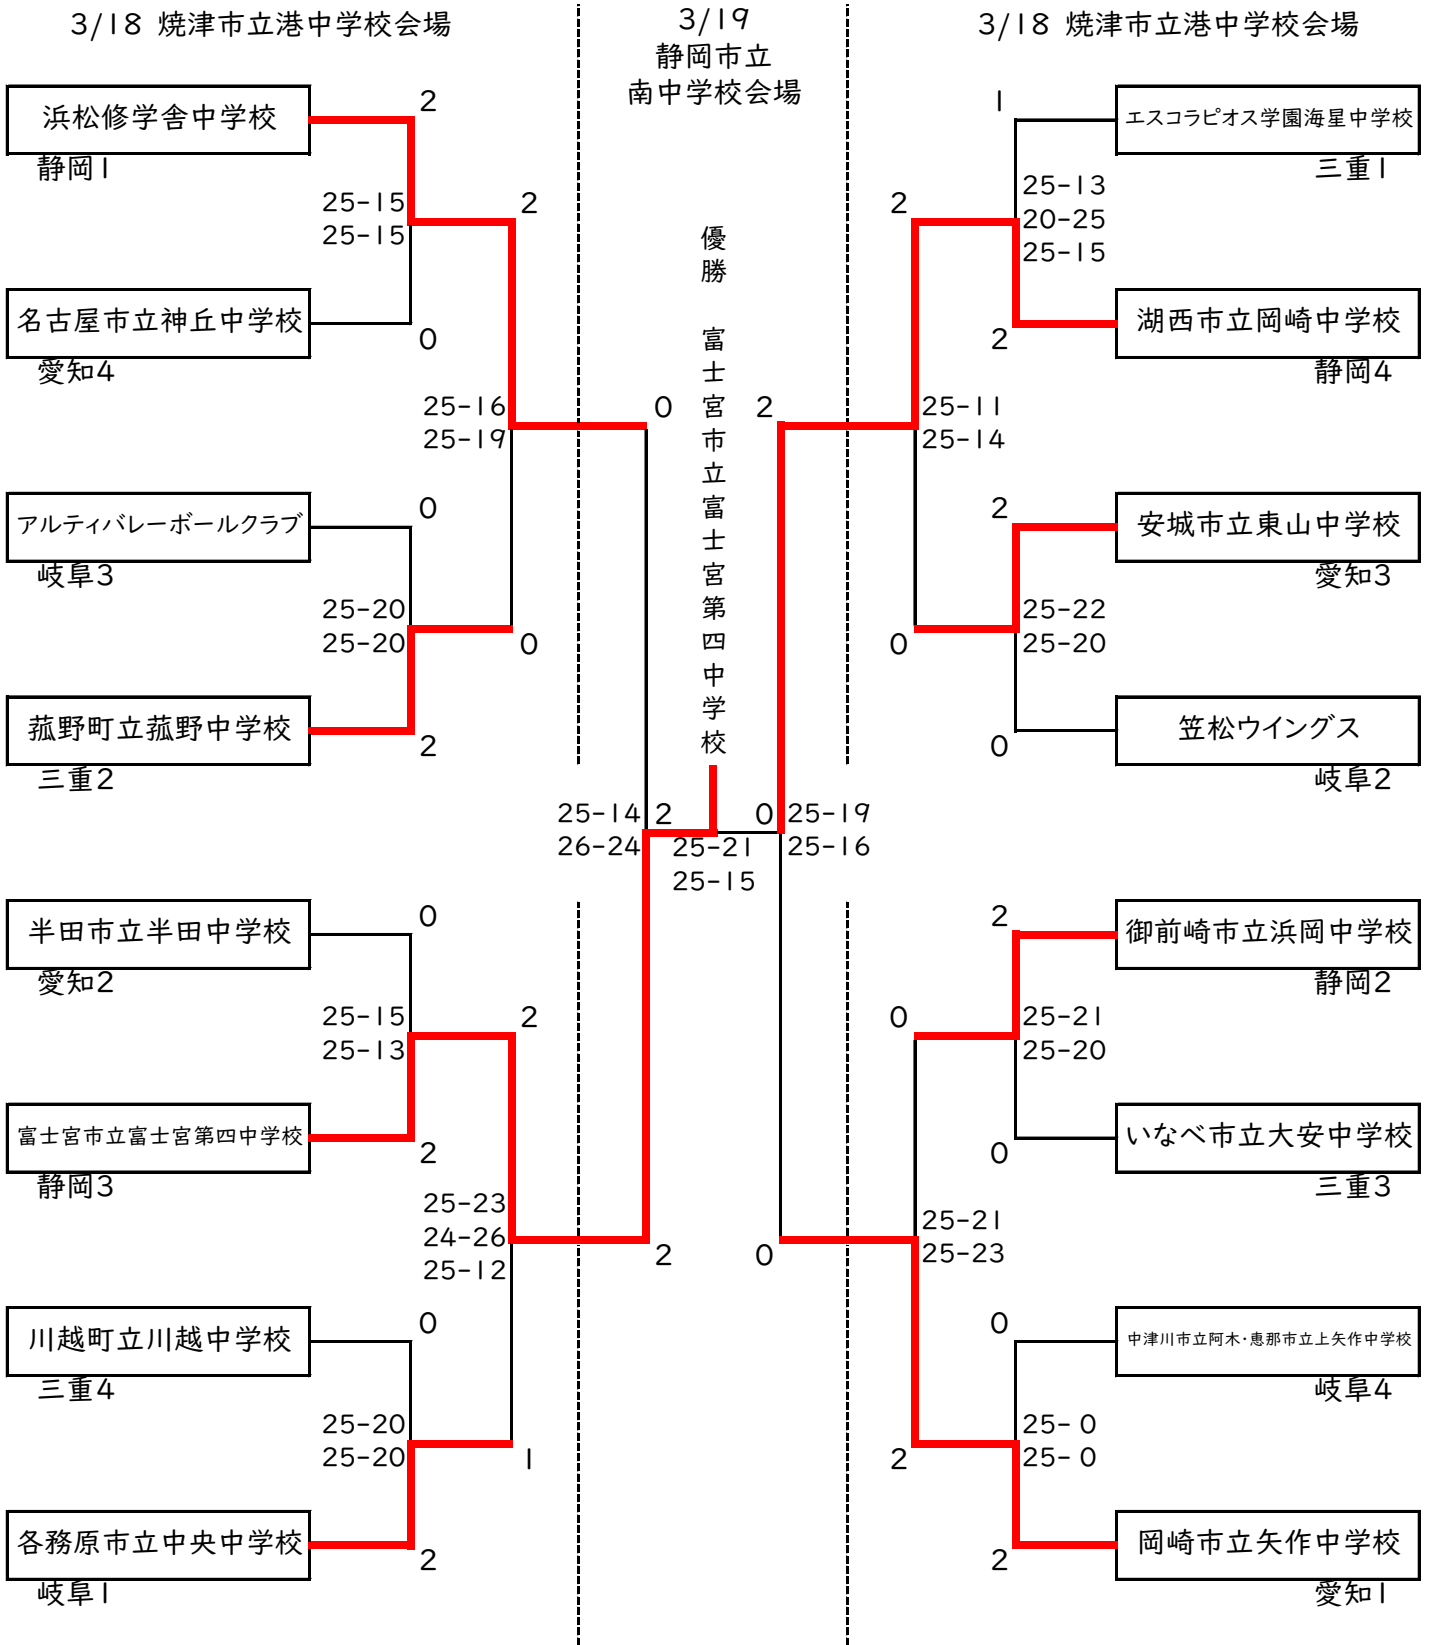 3/18 焼津市立港中学校会場
3/19
静岡市立
南中学校会場
3/18 焼津市立港中学校会場
浜松修学舎中学校
静岡1
2
25-15
25-15
名古屋市立神丘中学校
愛知4
0
2
25-16
25-19
アルティバレーボールクラブ
岐阜3
0
25-20
25-20
0
菰野町立菰野中学校
三重2
2
半田市立半田中学校
愛知2
0
25-15
25-13
2
富士宮市立富士宮第四中学校
静岡3
2
25-23
24-26
25-12
川越町立川越中学校
三重4
0
25-20
25-20
1
各務原市立中央中学校
岐阜1
2
優勝 富士宮市立富士宮第四中学校
0
2
25-14
26-24
2
0
25-21
25-15
25-19
25-16
2
0
エスコラピオス学園海星中学校
三重1
1
25-13
20-25
25-15
2
湖西市立岡崎中学校
静岡4
2
25-11
25-14
安城市立東山中学校
愛知3
2
25-22
25-20
0
笠松ウイングス
岐阜2
0
御前崎市立浜岡中学校
静岡2
2
25-21
25-20
0
いなべ市立大安中学校
三重3
0
25-21
25-23
中津川市立阿木・恵那市立上矢作中学校
岐阜4
0
25- 0
25- 0
2
岡崎市立矢作中学校
愛知1
2